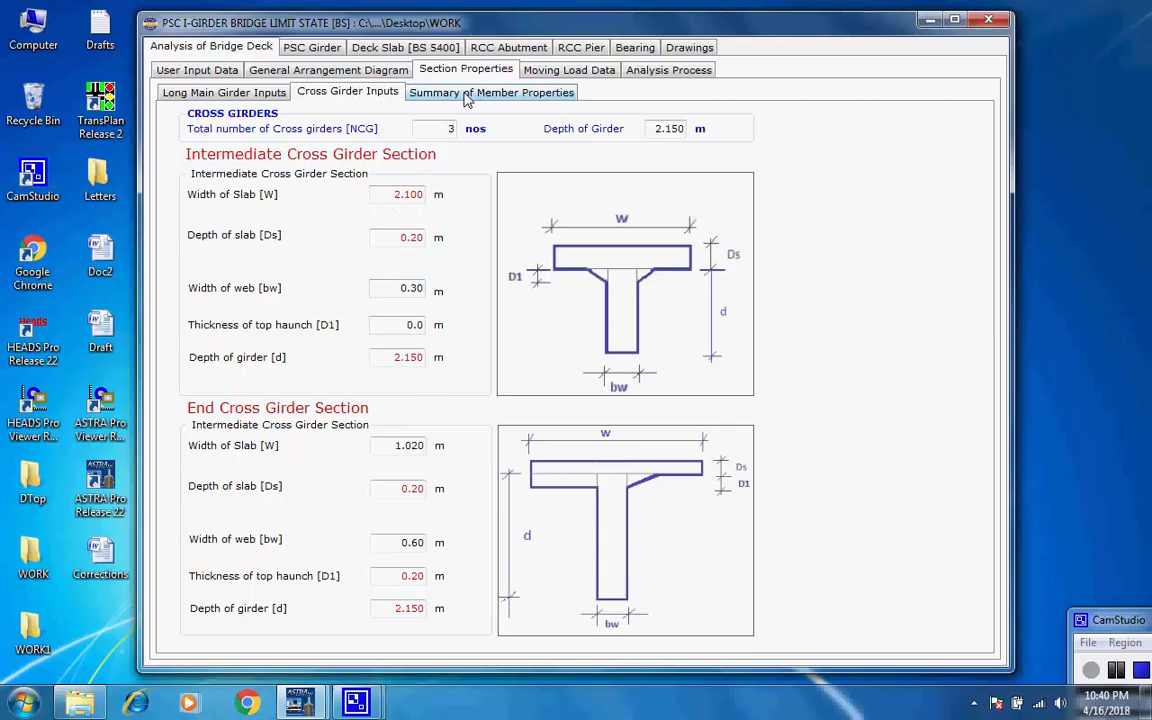 PSC I-GIRDER BRIDGE LIMIT STATE [BS] : C:\....\Desktop\WORK
Analysis of Bridge Deck PSC Girder Deck Slab [BS 5400] RCC Abutment RCC Pier Bearing Drawings
User Input Data General Arrangement Diagram Section Properties Moving Load Data Analysis Process
Long Main Girder Inputs Cross Girder Inputs Summary of Member Properties
CROSS GIRDERS
Total number of Cross girders [NCG] 3 nos Depth of Girder 2.150 m
Intermediate Cross Girder Section
Intermediate Cross Girder Section
Width of Slab [W] 2.100 m
Depth of slab [Ds] 0.20 m
Width of web [bw] 0.30 m
Thickness of top haunch [D1] 0.0 m
Depth of girder [d] 2.150 m
W
Ds
D1
d
bw
End Cross Girder Section
Intermediate Cross Girder Section
Width of Slab [W] 1.020 m
Depth of slab [Ds] 0.20 m
Width of web [bw] 0.60 m
Thickness of top haunch [D1] 0.20 m
Depth of girder [d] 2.150 m
W
Ds
D1
d
bw
Computer
Drafts
Recycle Bin
TransPlan
Release 2
CamStudio
Letters
Google
Chrome
Doc2
HEADS Pro
Release 22
Draft
HEADS Pro
Viewer R...
ASTRA Pro
Viewer R...
DTop
ASTRA Pro
Release 22
WORK
Corrections
WORK1
CamStudio
File Region
10:40 PM
4/16/2018